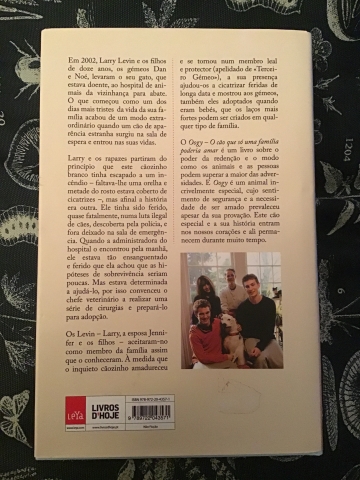 Em 2002, Larry Levin e os filhos
de doze anos, os gémeos Dan
e Noé, levaram o seu gato, que
estava doente, ao hospital de ani-
mais da vizinhança para abate.
O que começou como um dos
dias mais tristes da vida da sua fa-
mília acabou de um modo extra-
ordinário quando um cão de apa-
rência estranha surgiu na sala de
espera e entrou nas suas vidas.
Larry e os rapazes partiram do
princípio que este cãozinho
branco tinha escapado a um in-
cêndio – faltava-lhe uma orelha e
metade do rosto estava coberto de
cicatrizes –, mas afinal a história
era outra. Ele tinha sido ferido,
quase fatalmente, numa luta ilegal
de cães, descoberta pela polícia, e
fora deixado na sala de emergên-
cia. Quando a administradora do
hospital o encontrou pela manhã,
ele estava tão ensanguentado e
ferido que ela achou que as hi-
póteses de sobrevivência seriam
poucas. Mas estava determinada
a ajudá-lo, por isso convenceu o
chefe veterinário a realizar uma
série de cirurgias e prepará-lo
para adopção.
Os Levin – Larry, a esposa Jenni-
fer e os filhos – aceitaram-no
como membro da família assim
que o conheceram. À medida que
o inquieto cãozinho amadureceu
e se tornou num membro leal
e protector (apelidado de «Tercei-
ro Gémeo»), a sua presença
ajudou-os a cicatrizar feridas de
longa data e mostrou aos gémeos,
também eles adoptados quando
eram bebés, que os laços mais
fortes podem ser criados em qual-
quer tipo de família.
O Oogy – O cão que só uma família
poderia amar é um livro sobre o
poder da redenção e o modo
como os animais e as pessoas
podem superar a maior das adver-
sidades. E Oogy é um animal in-
crivelmente especial, cujo senti-
mento de segurança e a necessi-
dade de ser amado prevaleceu
apesar da sua provação. Este cão
especial e a sua história entram
nos nossos corações e ali perma-
necem durante muito tempo.
LeYa
LIVROS
D'HOJE